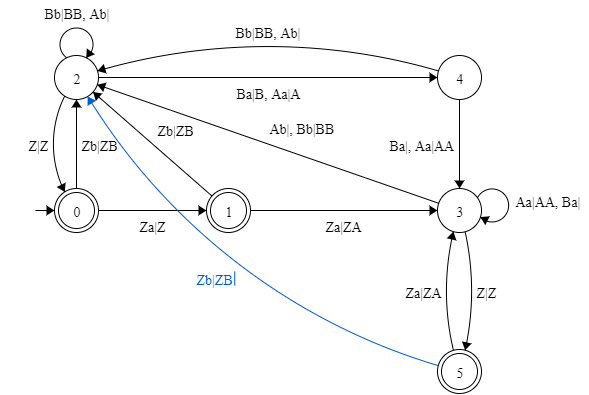 Bb|BB, Ab|
Bb|BB, Ab|
2
4
Ba|B, Aa|A
Ab|, Bb|BB
Zb|ZB
Z|Z
Zb|ZB
Ba|, Aa|AA
0
1
3
Aa|AA, Ba|
Za|Z
Za|ZA
Zb|ZB|
Za|ZA
Z|Z
5